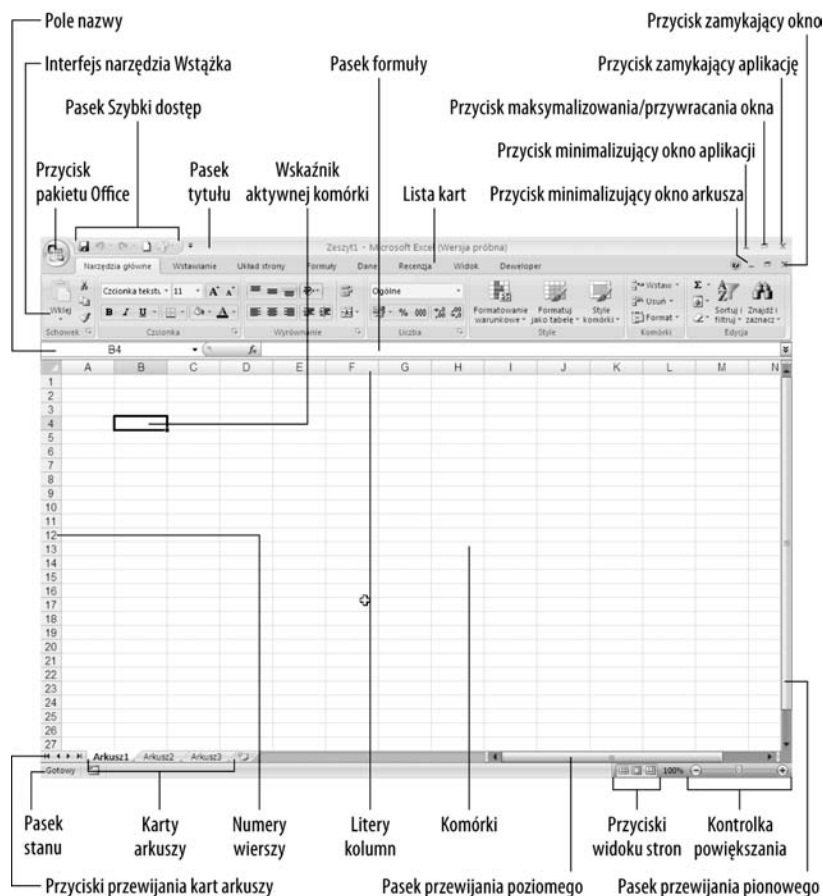 Pole nazwy
Przycisk zamykający okno
Interfejs narzędzia Wstążka
Pasek formuły
Przycisk zamykający aplikację
Pasek Szybki dostęp
Przycisk maksymalizowania/przywracania okna
Przycisk minimalizujący okno aplikacji
Przycisk
pakietu Office
Pasek
tytułu
Wskaźnik
aktywnej komórki
Lista kart
Przycisk minimalizujący okno arkusza
Zeszyt1 - Microsoft Excel (Wersja próbna)
Narzędzia główne Wstawianie Układ strony Formuły Dane Recenzja Widok Deweloper
Wklej
Czcionka tekstu 11
B I U
A A
Ogólne
% 000
Formatowanie
warunkowe
Formatuj
jako tabelę
Style
komórki
Wstaw
Usuń
Format
Σ
Sortuj i
filtruj
Znajdź i
zaznacz
Schowek Czcionka Wyrównanie Liczba Style Komórki Edycja
B4 fx
A B C D E F G H I J K L M N
1
2
3
4
5
6
7
8
9
10
11
12
13
14
15
16
17
18
19
20
21
22
23
24
25
26
27
Arkusz1 Arkusz2 Arkusz3
Gotowy 100%
Pasek
stanu
Karty
arkuszy
Numery
wierszy
Litery
kolumn
Komórki
Przyciski
widoku stron
Kontrolka
powiększania
Przyciski przewijania kart arkuszy
Pasek przewijania poziomego
Pasek przewijania pionowego